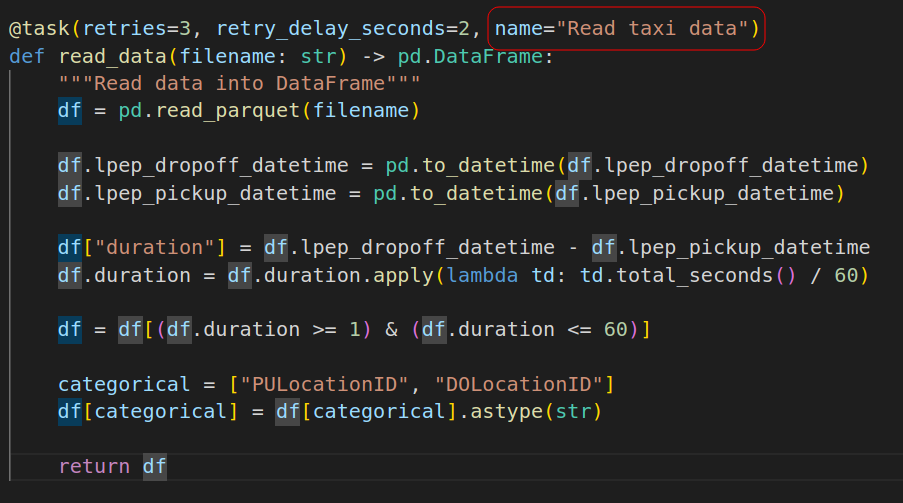 @task(retries=3, retry_delay_seconds=2, name="Read taxi data")
def read_data(filename: str) -> pd.DataFrame:
"""Read data into DataFrame"""
df = pd.read_parquet(filename)
df.lpep_dropoff_datetime = pd.to_datetime(df.lpep_dropoff_datetime)
df.lpep_pickup_datetime = pd.to_datetime(df.lpep_pickup_datetime)
df["duration"] = df.lpep_dropoff_datetime - df.lpep_pickup_datetime
df.duration = df.duration.apply(lambda td: td.total_seconds() / 60)
df = df[(df.duration >= 1) & (df.duration <= 60)]
categorical = ["PULocationID", "DOLocationID"]
df[categorical] = df[categorical].astype(str)
return df